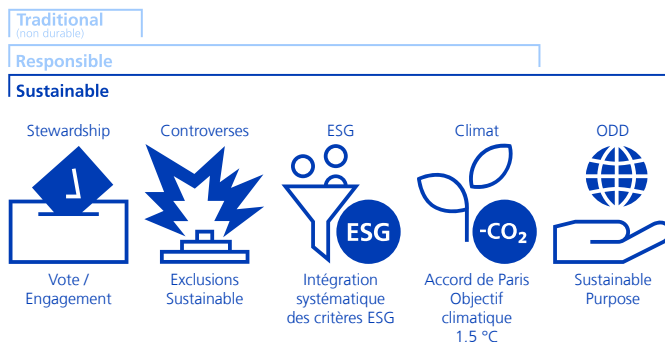 Traditional
(non durable)
Responsible
Sustainable
Stewardship
Controverses
ESG
Climat
ODD
ESG
-CO₂
Vote /
Engagement
Exclusions
Sustainable
Intégration
systématique
des critères ESG
Accord de Paris
Objectif
climatique
1.5 °C
Sustainable
Purpose